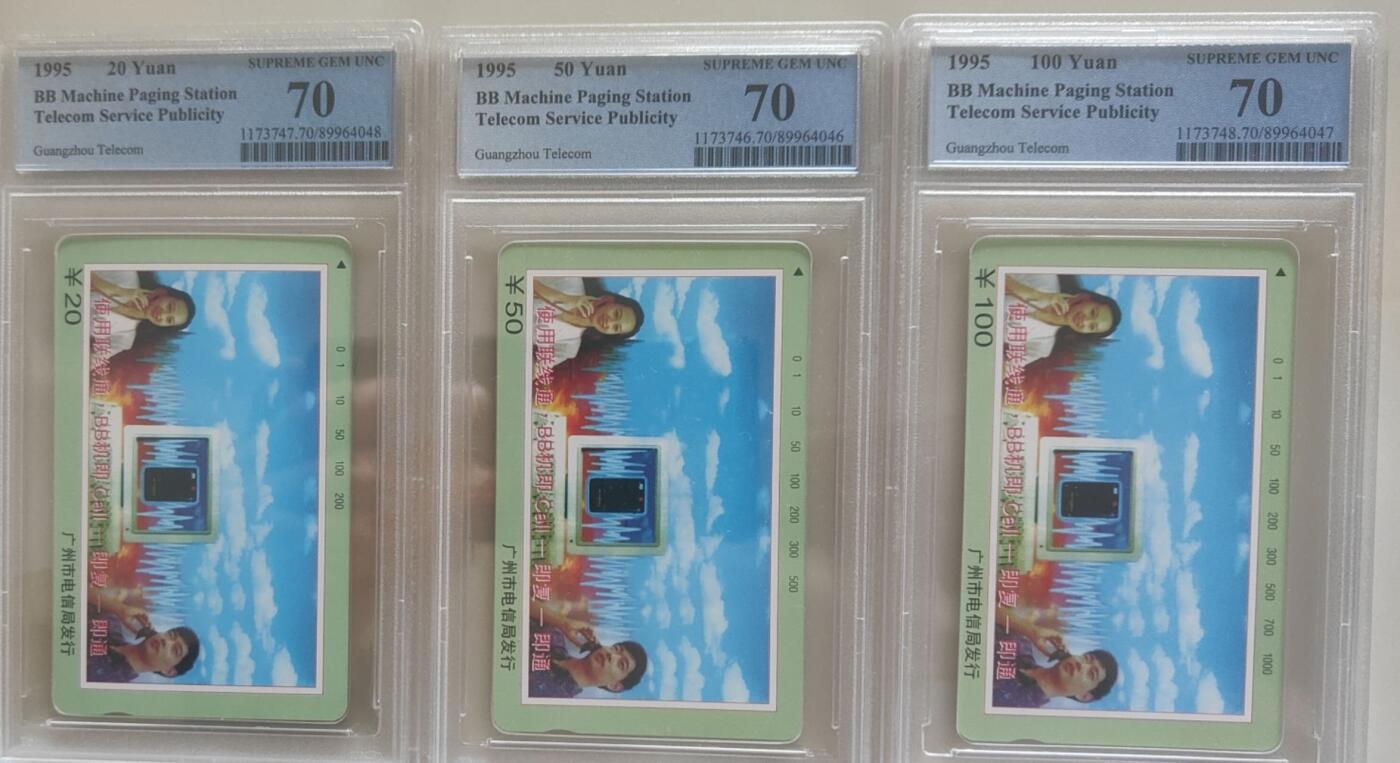 1995 20 Yuan SUPREME GEM UNC
BB Machine Paging Station
Telecom Service Publicity
70
1173747.70/89964048
Guangzhou Telecom
¥20
0 1 10 50 100 200
使用联线通，BB机即Call一即复一即通
广州市电信局发行
1995 50 Yuan SUPREME GEM UNC
BB Machine Paging Station
Telecom Service Publicity
70
1173746.70/89964046
Guangzhou Telecom
¥50
0 1 10 50 100 200 300 500
使用联线通，BB机即Call一即复一即通
广州市电信局发行
1995 100 Yuan SUPREME GEM UNC
BB Machine Paging Station
Telecom Service Publicity
70
1173748.70/89964047
Guangzhou Telecom
¥100
0 1 10 50 100 200 300 500 700 1000
使用联线通，BB机即Call一即复一即通
广州市电信局发行